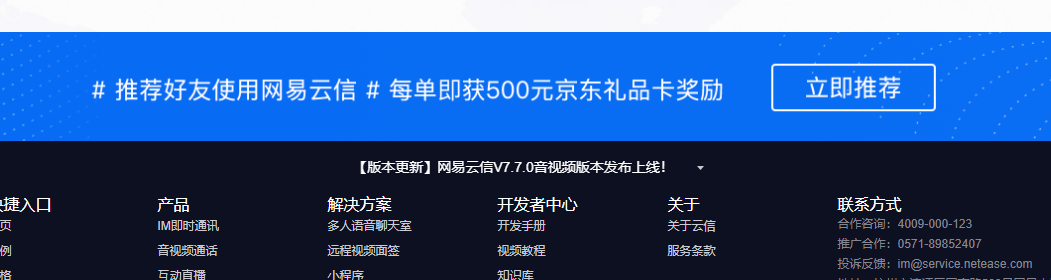 # 推荐好友使用网易云信 # 每单即获500元京东礼品卡奖励
立即推荐
【版本更新】网易云信V7.7.0音视频版本发布上线！
捷入口 产品 解决方案 开发者中心 关于 联系方式
页 IM即时通讯 多人语音聊天室 开发手册 关于云信 合作咨询：4009-000-123
例 音视频通话 远程视频面签 视频教程 服务条款 推广合作：0571-89852407
格 互动直播 小程序 知识库 投诉反馈：im@service.netease.com